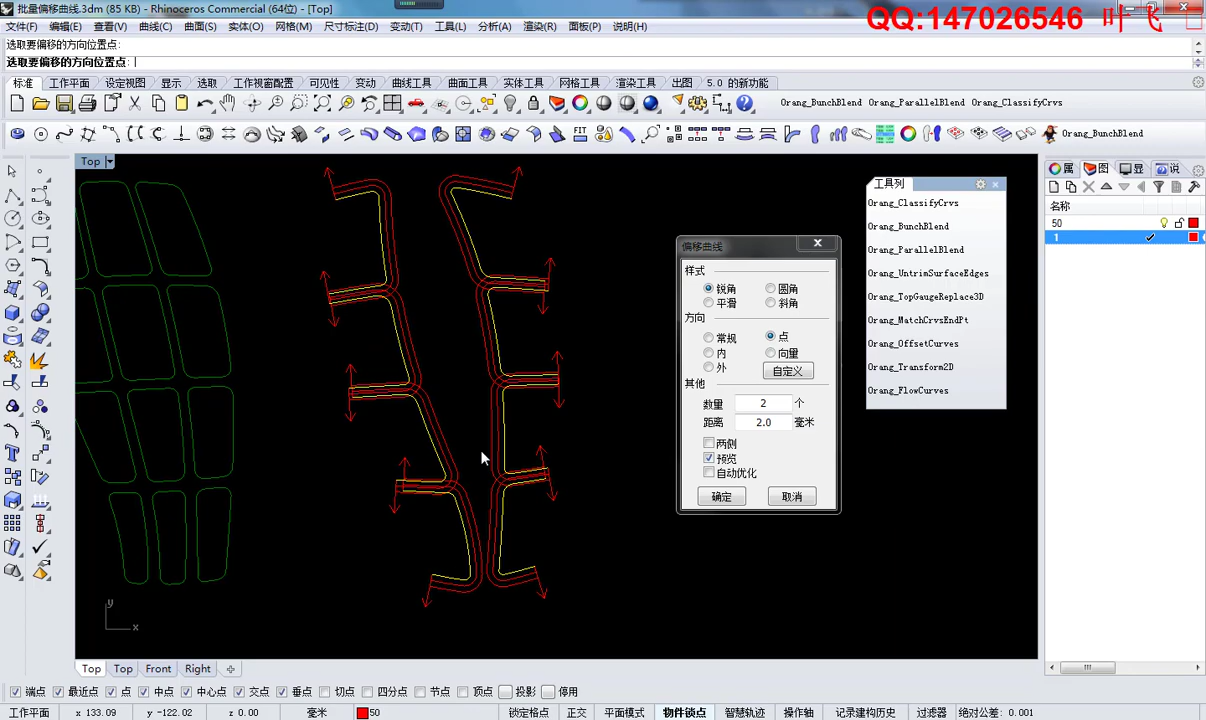 批量偏移曲线.3dm (85 KB) - Rhinoceros Commercial (64位) - [Top]
QQ:147026546 叶飞
文件(F) 编辑(E) 查看(V) 曲线(C) 曲面(S) 实体(O) 网格(M) 尺寸标注(D) 变动(T) 工具(L) 分析(A) 渲染(R) 面板(P) 说明(H)
选取要偏移的方向位置点:
选取要偏移的方向位置点:
标准 工作平面 设定视图 显示 选取 工作视窗配置 可见性 变动 曲线工具 曲面工具 实体工具 网格工具 渲染工具 出图 5.0 的新功能
Orang_BunchBlend Orang_ParallelBlend Orang_ClassifyCrvs
FIT
Orang_BunchBlend
Top
属 图 显 说
名称
50
1
工具列
Orang_ClassifyCrvs
Orang_BunchBlend
Orang_ParallelBlend
Orang_UntrimSurfaceEdges
Orang_TopGaugeReplace3D
Orang_MatchCrvsEndPt
Orang_OffsetCurves
Orang_Transform2D
Orang_FlowCurves
偏移曲线
样式
锐角 圆角
平滑 斜角
方向
常规 点
内 向量
外 自定义
其他
数量 2 个
距离 2.0 毫米
两侧
预览
自动优化
确定 取消
y
x
Top Top Front Right
端点 最近点 点 中点 中心点 交点 垂点 切点 四分点 节点 顶点 投影 停用
工作平面 x 133.09 y -122.02 z 0.00 毫米 50 锁定格点 正交 平面模式 物件锁点 智慧轨迹 操作轴 记录建构历史 过滤器 绝对公差: 0.001